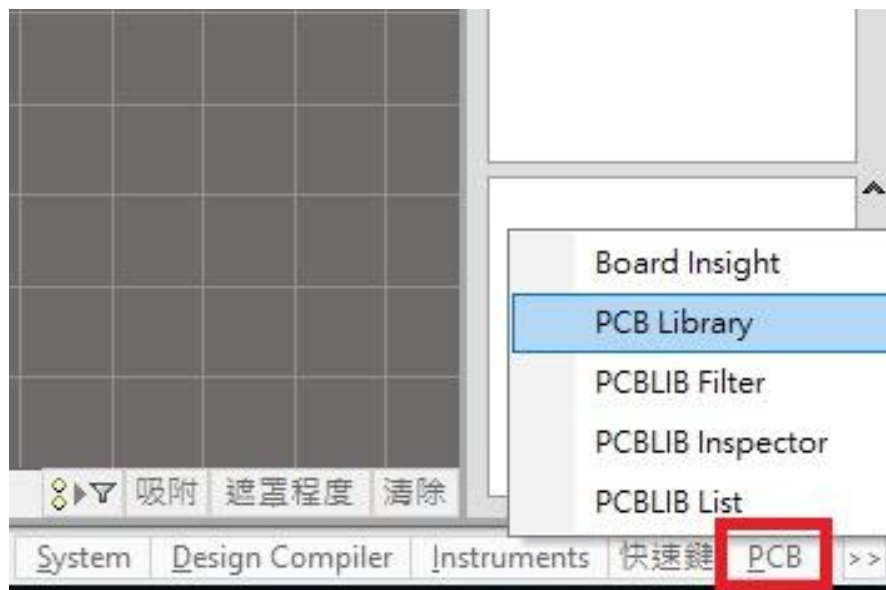 Board Insight
PCB Library
PCBLIB Filter
PCBLIB Inspector
PCBLIB List
吸附 遮罩程度 清除
System Design Compiler Instruments 快速鍵 PCB >>